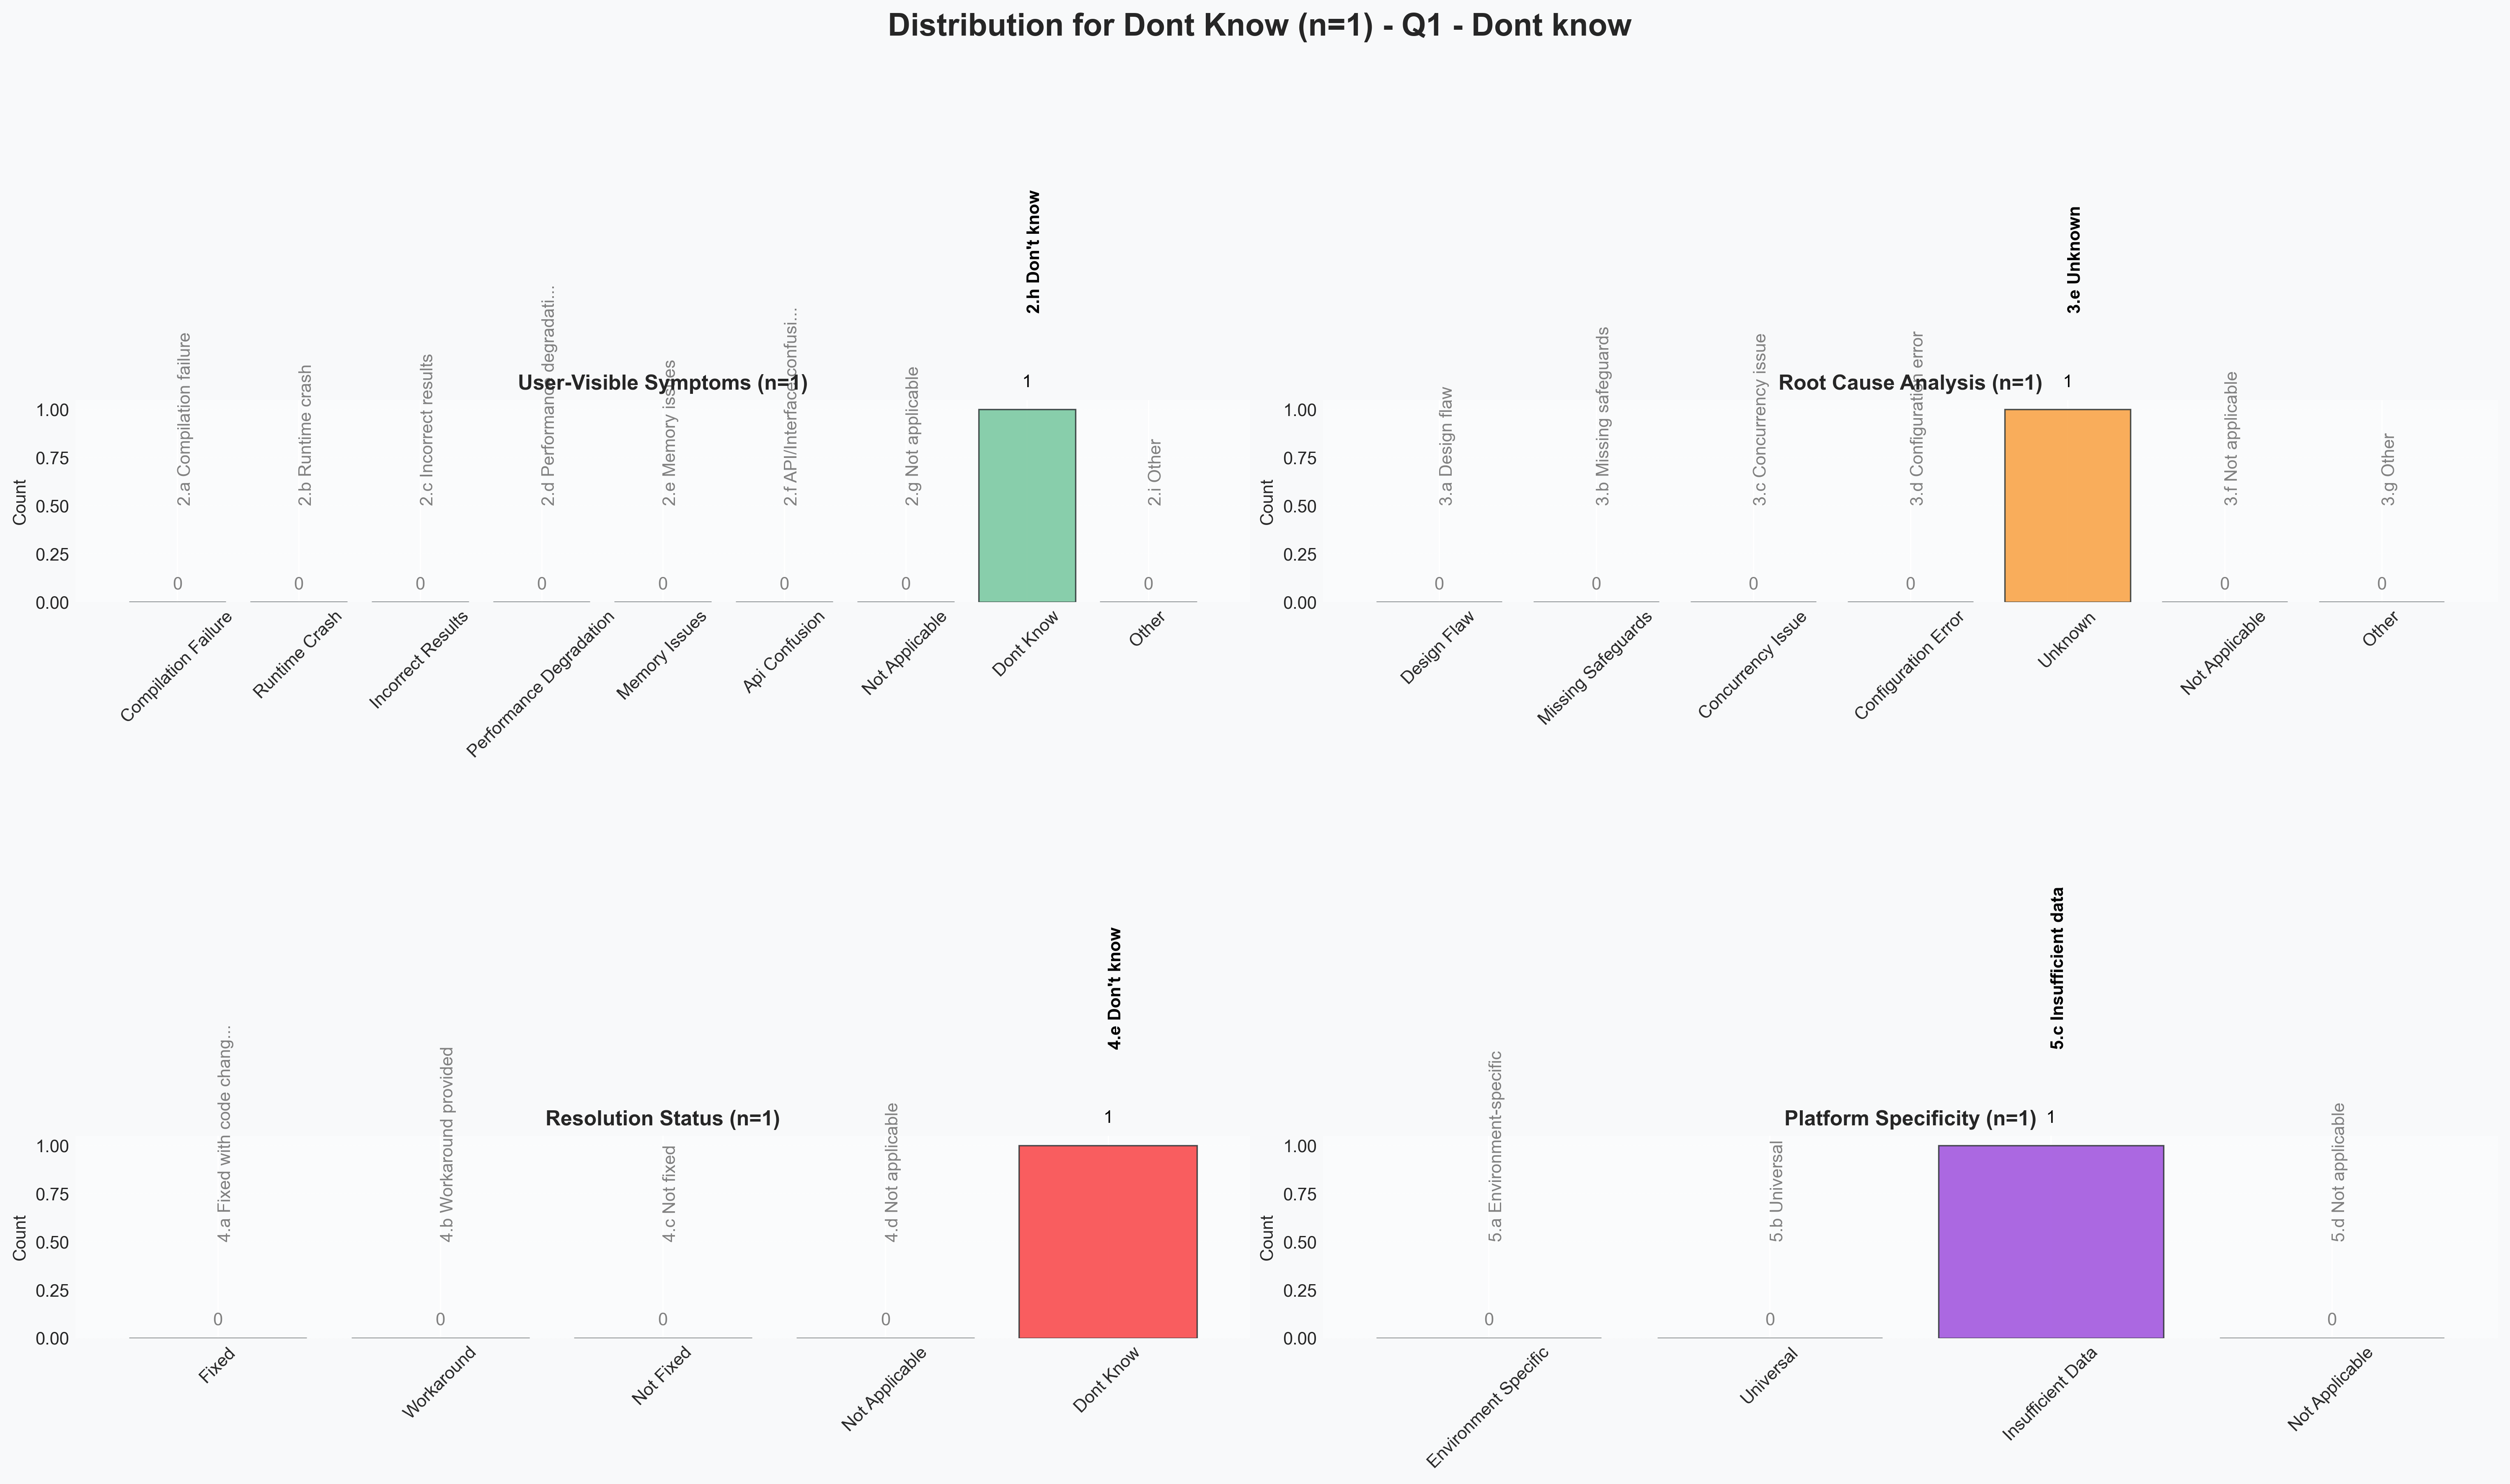 Distribution for Dont Know (n=1) - Q1 - Dont know
User-Visible Symptoms (n=1)
Count
1.00
0.75
0.50
0.25
0.00
2.a Compilation failure
2.b Runtime crash
2.c Incorrect results
2.d Performance degradati...
2.e Memory issues
2.f API/Interface confusi...
2.g Not applicable
2.h Don't know
2.i Other
0
0
0
0
0
0
0
1
0
Compilation Failure
Runtime Crash
Incorrect Results
Performance Degradation
Memory Issues
Api Confusion
Not Applicable
Dont Know
Other
Root Cause Analysis (n=1)
Count
1.00
0.75
0.50
0.25
0.00
3.a Design flaw
3.b Missing safeguards
3.c Concurrency issue
3.d Configuration error
3.e Unknown
3.f Not applicable
3.g Other
0
0
0
0
1
0
0
Design Flaw
Missing Safeguards
Concurrency Issue
Configuration Error
Unknown
Not Applicable
Other
Resolution Status (n=1)
Count
1.00
0.75
0.50
0.25
0.00
4.a Fixed with code chang...
4.b Workaround provided
4.c Not fixed
4.d Not applicable
4.e Don't know
0
0
0
0
1
Fixed
Workaround
Not Fixed
Not Applicable
Dont Know
Platform Specificity (n=1)
Count
1.00
0.75
0.50
0.25
0.00
5.a Environment-specific
5.b Universal
5.c Insufficient data
5.d Not applicable
0
0
1
0
Environment Specific
Universal
Insufficient Data
Not Applicable